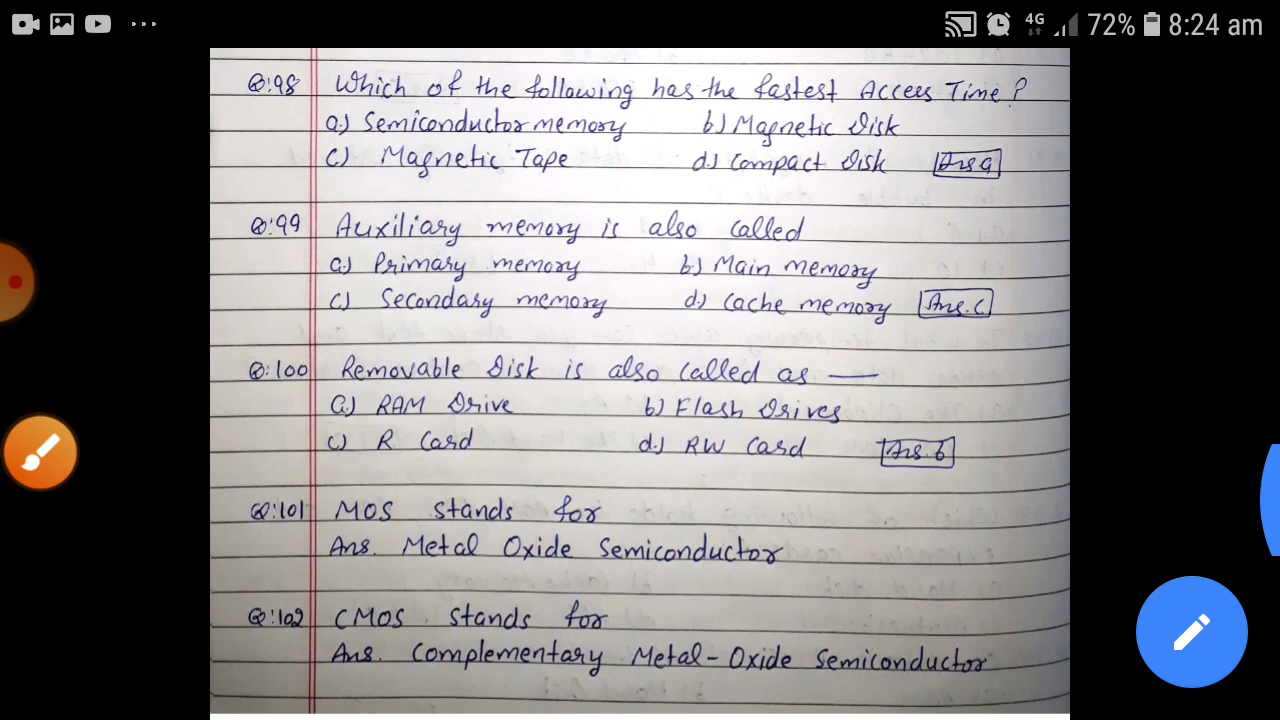 4G 72% 8:24 am
Q:98 Which of the following has the fastest Access Time?
a.) Semiconductor memory b.) Magnetic Disk
c.) Magnetic Tape d.) Compact Disk Ans a
Q:99 Auxiliary memory is also called
a.) Primary memory b.) Main memory
c.) Secondary memory d.) Cache memory Ans. C
Q:100 Removable Disk is also called as —
a.) RAM Drive b.) Flash Drives
c.) R Card d.) RW Card Ans. b
Q:101 MOS stands for
Ans. Metal Oxide Semiconductor
Q:102 CMOS stands for
Ans. Complementary Metal-Oxide Semiconductor